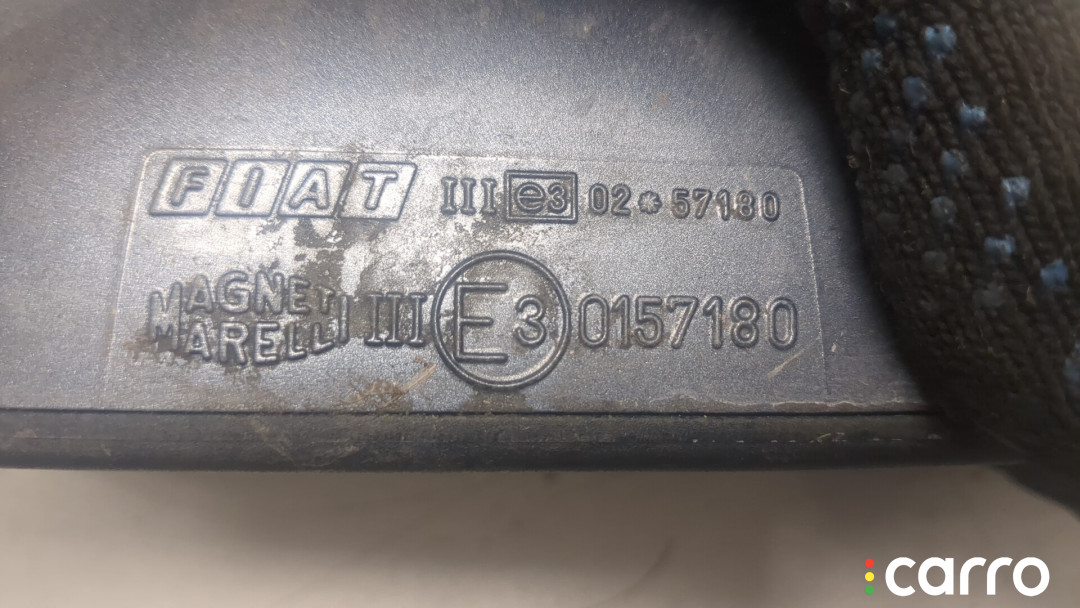 FIAT III e3 02*57180
MAGNETI
MARELLI III E3 0157180
carro